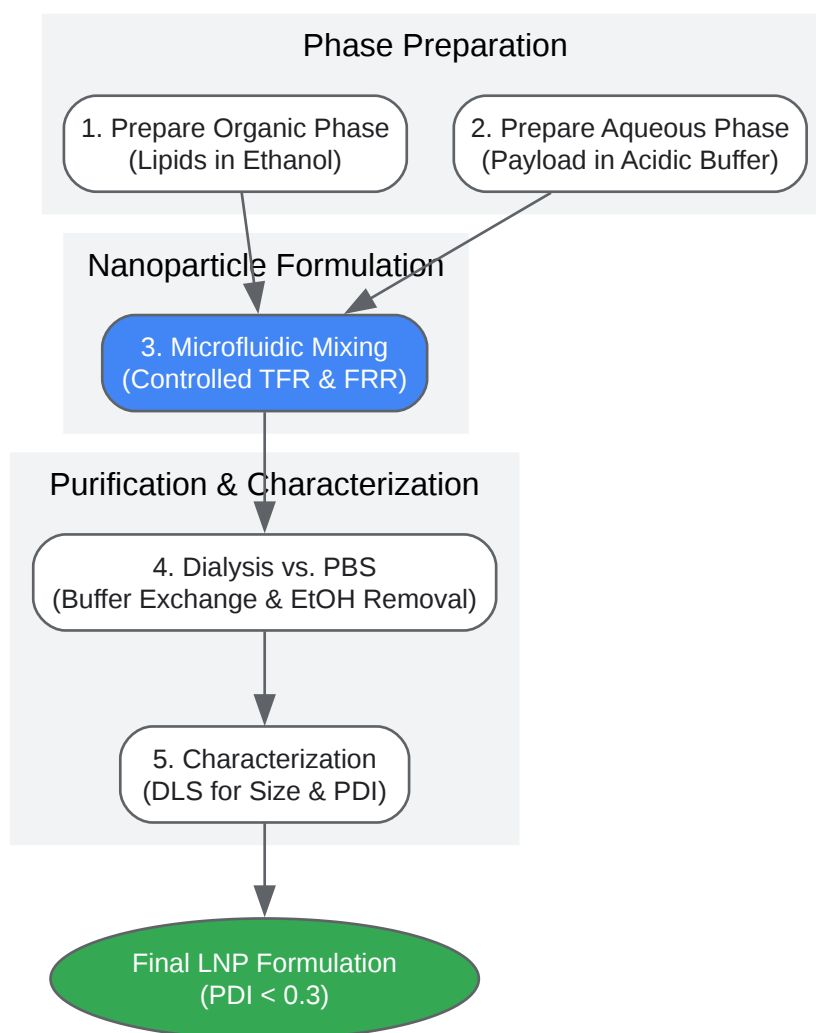 Phase Preparation
1. Prepare Organic Phase
(Lipids in Ethanol)
2. Prepare Aqueous Phase
(Payload in Acidic Buffer)
Nanoparticle Formulation
3. Microfluidic Mixing
(Controlled TFR & FRR)
Purification & Characterization
4. Dialysis vs. PBS
(Buffer Exchange & EtOH Removal)
5. Characterization
(DLS for Size & PDI)
Final LNP Formulation
(PDI < 0.3)